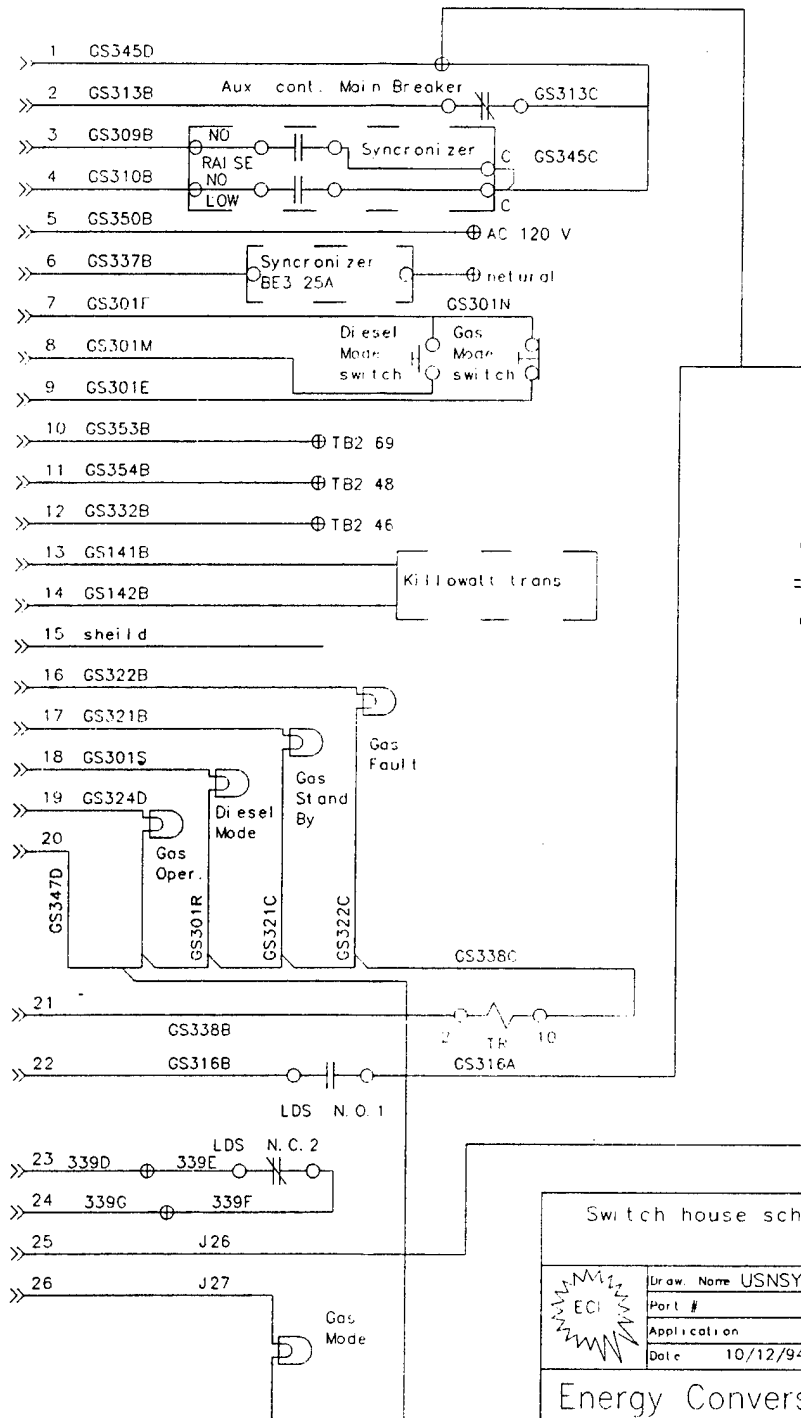 1 GS345D
2 GS313B Aux cont. Main Breaker GS313C
3 GS309B NO Syncronizer C GS345C
RAISE
4 GS310B NO
LOW C
5 GS350B AC 120 V
6 GS337B Syncronizer
BE3 25A netural
7 GS301F GS301N
Diesel Gas
8 GS301M Mode Mode
switch switch
9 GS301E
10 GS353B TB2 69
11 GS354B TB2 48
12 GS332B TB2 46
13 GS141B
Killowatt trans
14 GS142B
15 sheild
16 GS322B
17 GS321B
Gas
Fault
18 GS301S
Gas
Stand
By
19 GS324D
Diesel
Mode
20
Gas
Oper.
GS347D
GS301R
GS321C
GS322C
GS338C
21
GS338B 2 TR 10
22 GS316B GS316A
LDS N.O.1
LDS N.C.2
23 339D 339E
24 339G 339F
25 J26
26 J27
Gas
Mode
Switch house sch
ECI
Draw. Name USNSY
Part #
Application
Date 10/12/94
Energy Convers